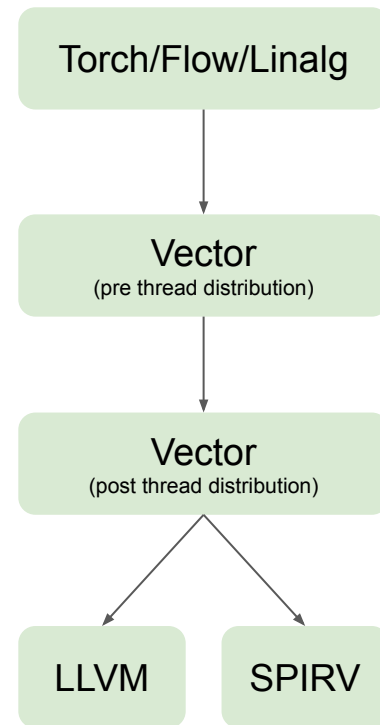 Torch/Flow/Linalg
Vector
(pre thread distribution)
Vector
(post thread distribution)
LLVM
SPIRV